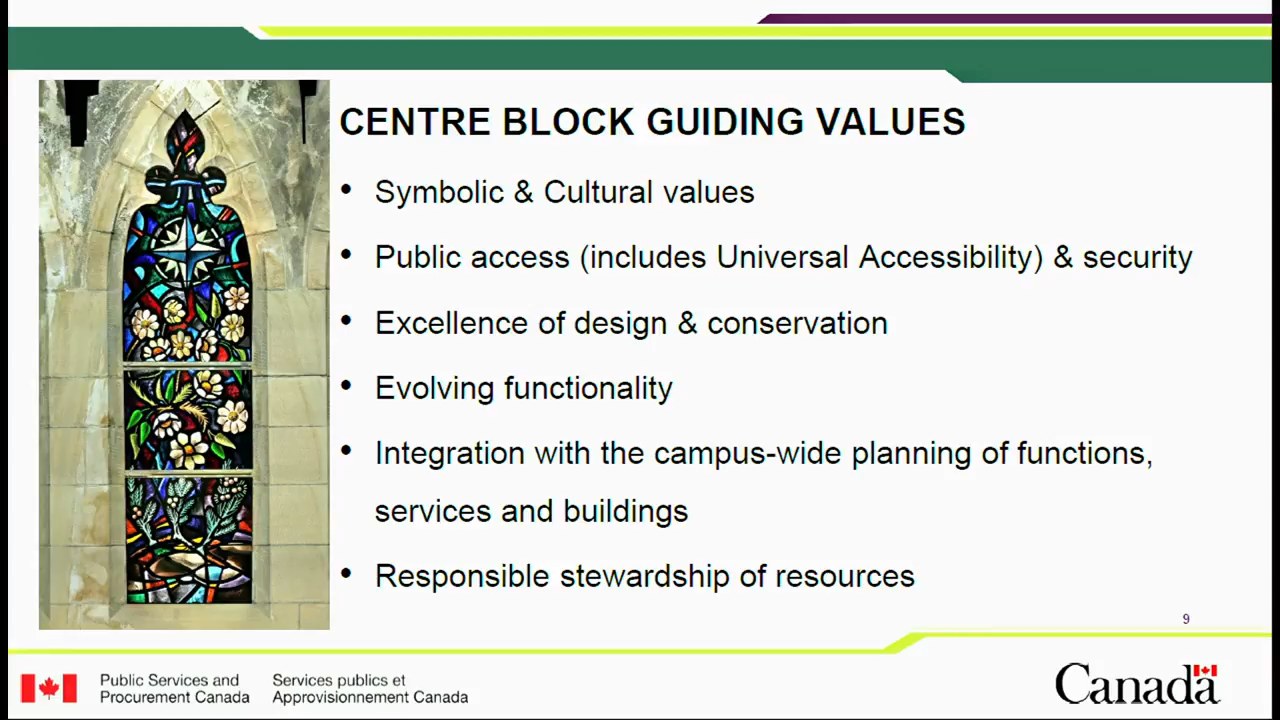 CENTRE BLOCK GUIDING VALUES
• Symbolic & Cultural values
• Public access (includes Universal Accessibility) & security
• Excellence of design & conservation
• Evolving functionality
• Integration with the campus-wide planning of functions,
services and buildings
• Responsible stewardship of resources
9
Public Services and
Procurement Canada
Services publics et
Approvisionnement Canada
Canada